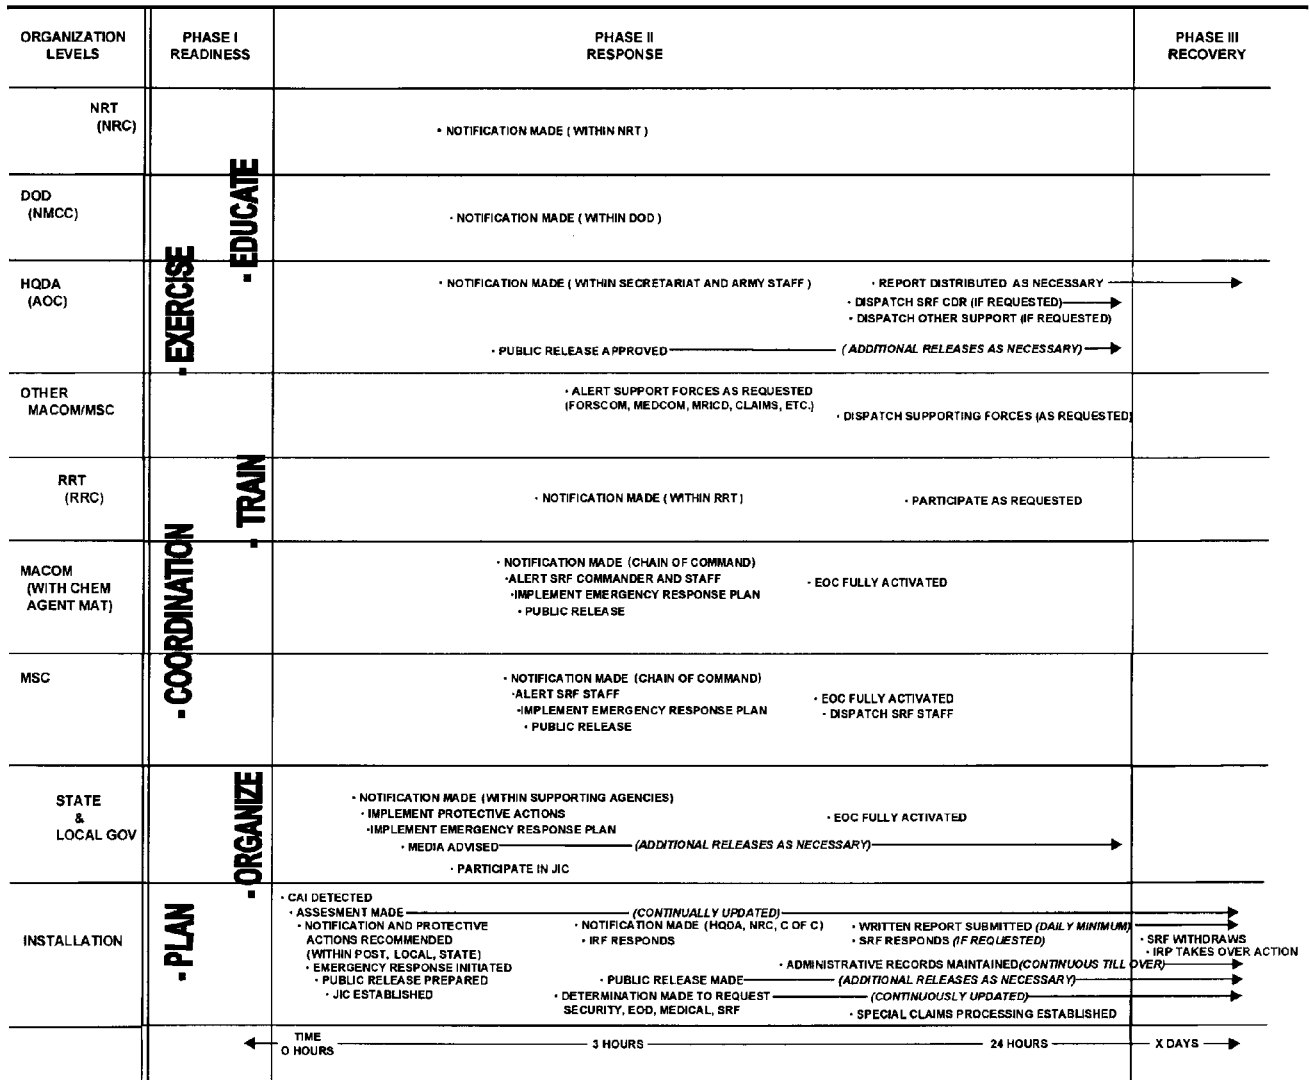 ORGANIZATION
LEVELS
PHASE I
READINESS
PHASE II
RESPONSE
PHASE III
RECOVERY
NRT
(NRC)
• NOTIFICATION MADE ( WITHIN NRT )
DOD
(NMCC)
• NOTIFICATION MADE ( WITHIN DOD )
HQDA
(AOC)
• NOTIFICATION MADE ( WITHIN SECRETARIAT AND ARMY STAFF )
• REPORT DISTRIBUTED AS NECESSARY
• DISPATCH SRF CDR (IF REQUESTED)
• DISPATCH OTHER SUPPORT (IF REQUESTED)
• PUBLIC RELEASE APPROVED
(ADDITIONAL RELEASES AS NECESSARY)
OTHER
MACOM/MSC
• ALERT SUPPORT FORCES AS REQUESTED
(FORSCOM, MEDCOM, MRICD, CLAIMS, ETC.)
• DISPATCH SUPPORTING FORCES (AS REQUESTED)
RRT
(RRC)
• NOTIFICATION MADE ( WITHIN RRT )
• PARTICIPATE AS REQUESTED
MACOM
(WITH CHEM
AGENT MAT)
• NOTIFICATION MADE (CHAIN OF COMMAND)
•ALERT SRF COMMANDER AND STAFF
•IMPLEMENT EMERGENCY RESPONSE PLAN
• PUBLIC RELEASE
• EOC FULLY ACTIVATED
MSC
• NOTIFICATION MADE (CHAIN OF COMMAND)
•ALERT SRF STAFF
•IMPLEMENT EMERGENCY RESPONSE PLAN
• PUBLIC RELEASE
• EOC FULLY ACTIVATED
• DISPATCH SRF STAFF
STATE
&
LOCAL GOV
• NOTIFICATION MADE (WITHIN SUPPORTING AGENCIES)
• IMPLEMENT PROTECTIVE ACTIONS
•IMPLEMENT EMERGENCY RESPONSE PLAN
• MEDIA ADVISED
(ADDITIONAL RELEASES AS NECESSARY)
• PARTICIPATE IN JIC
• EOC FULLY ACTIVATED
INSTALLATION
• CAI DETECTED
• ASSESMENT MADE
(CONTINUALLY UPDATED)
• NOTIFICATION AND PROTECTIVE
ACTIONS RECOMMENDED
(WITHIN POST, LOCAL, STATE)
• EMERGENCY RESPONSE INITIATED
• PUBLIC RELEASE PREPARED
• JIC ESTABLISHED
• NOTIFICATION MADE (HQDA, NRC, C OF C)
• IRF RESPONDS
• WRITTEN REPORT SUBMITTED (DAILY MINIMUM)
• SRF RESPONDS (IF REQUESTED)
• SRF WITHDRAWS
• IRP TAKES OVER ACTION
• ADMINISTRATIVE RECORDS MAINTAINED(CONTINUOUS TILL OVER)
• PUBLIC RELEASE MADE
(ADDITIONAL RELEASES AS NECESSARY)
• DETERMINATION MADE TO REQUEST
SECURITY, EOD, MEDICAL, SRF
(CONTINUOUSLY UPDATED)
• SPECIAL CLAIMS PROCESSING ESTABLISHED
• PLAN
• COORDINATION
• EXERCISE
• ORGANIZE
• TRAIN
• EDUCATE
TIME
0 HOURS
3 HOURS
24 HOURS
X DAYS